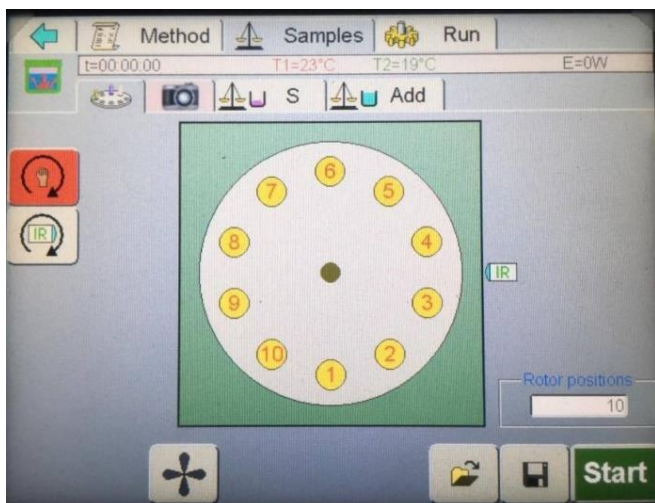 Method Samples Run
t=00:00:00 T1=23°C T2=19°C E=0W
S Add
6
7 5
8 4
IR
IR
9 3
10 2
1
Rotor positions
10
Start